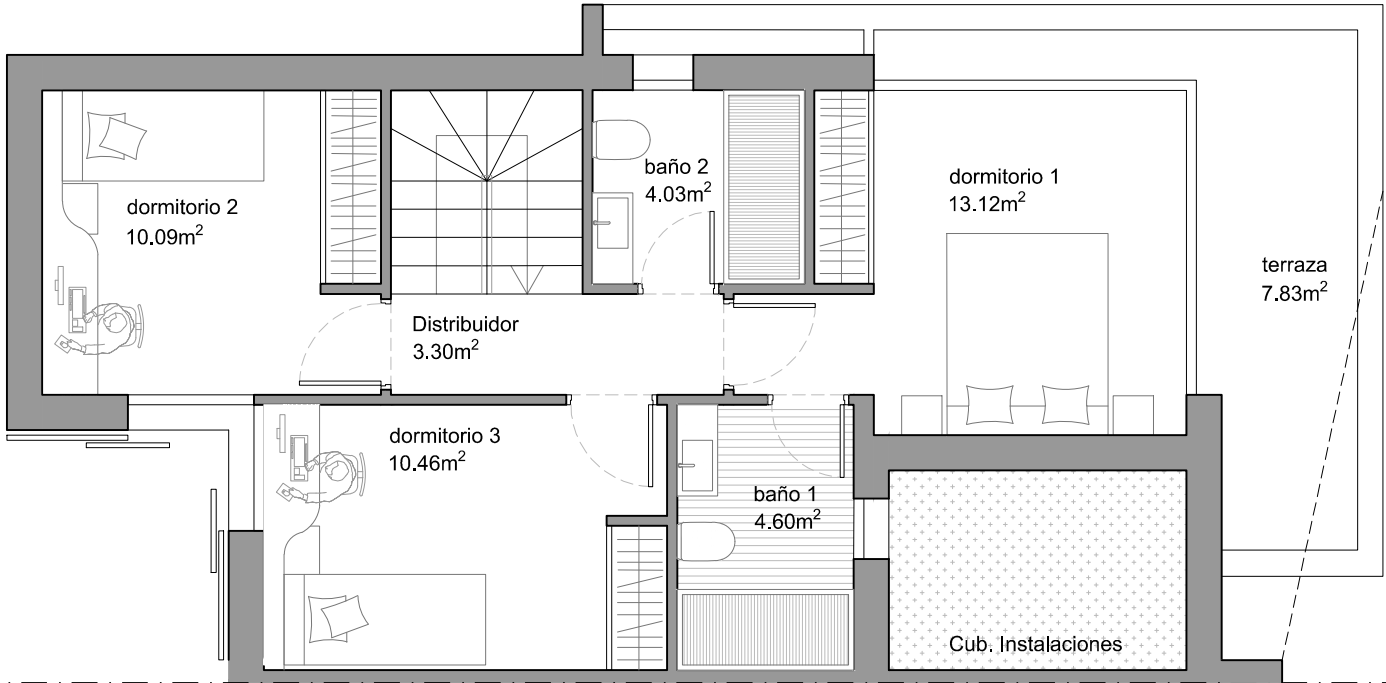 dormitorio 2
10.09m²
baño 2
4.03m²
dormitorio 1
13.12m²
terraza
7.83m²
Distribuidor
3.30m²
dormitorio 3
10.46m²
baño 1
4.60m²
Cub. Instalaciones